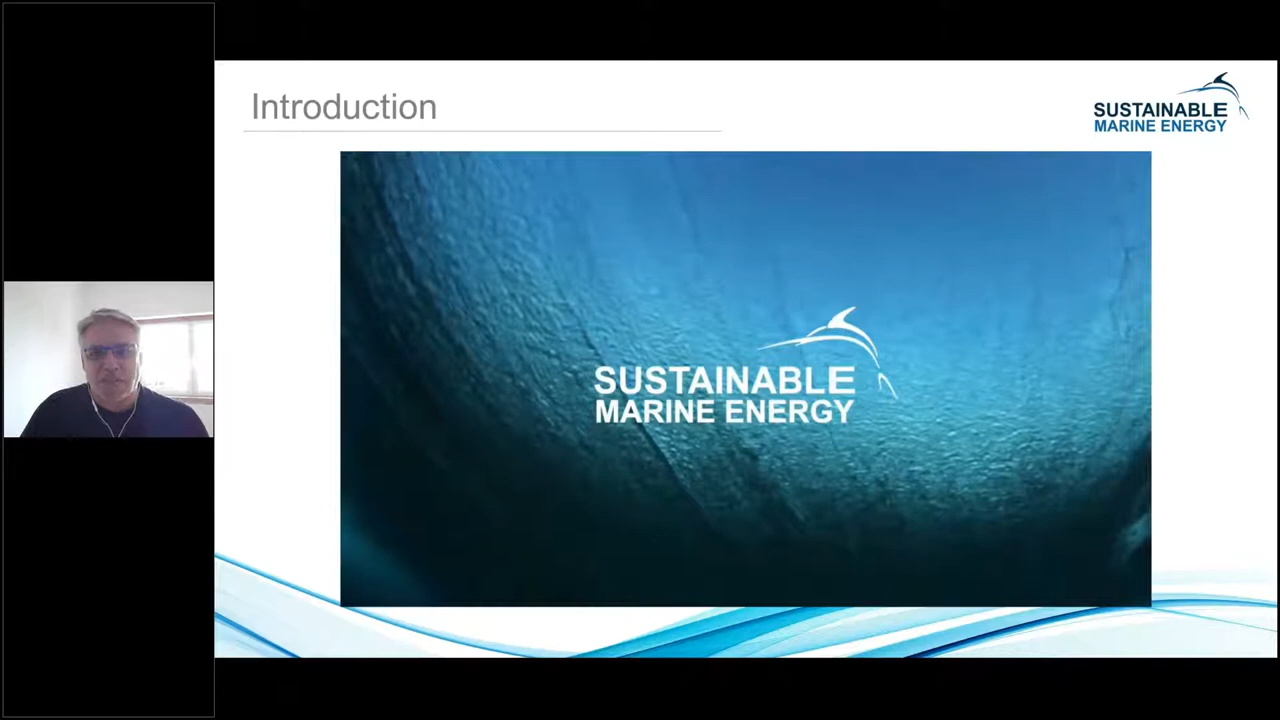 Introduction
SUSTAINABLE
MARINE ENERGY
SUSTAINABLE
MARINE ENERGY